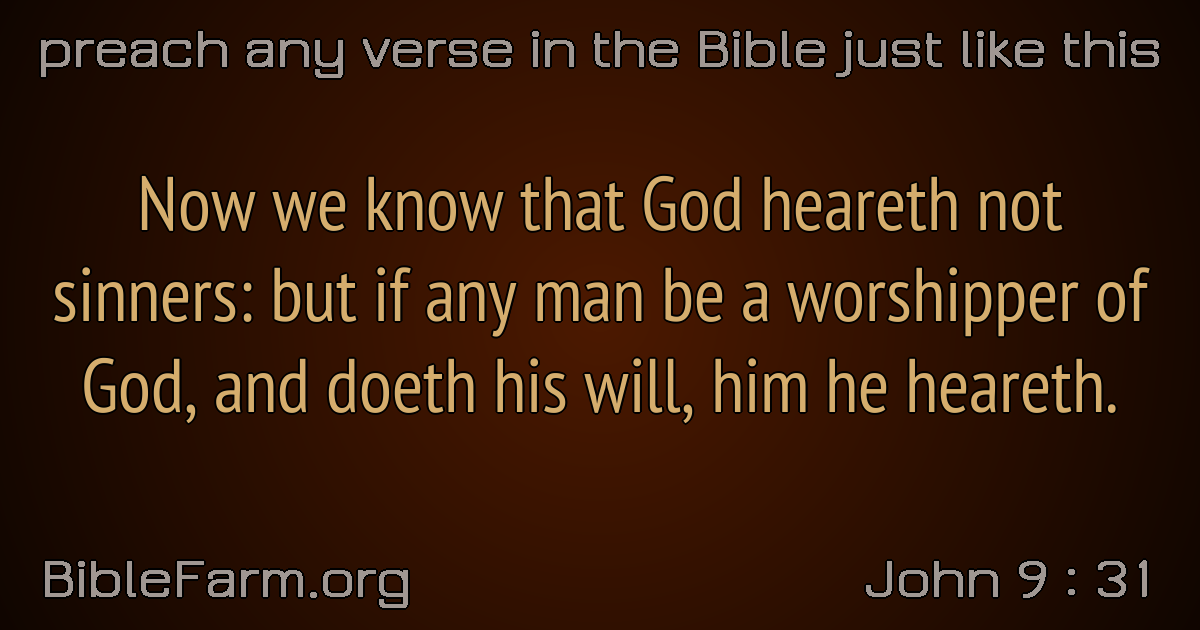 preach any verse in the Bible just like this
Now we know that God heareth not
sinners: but if any man be a worshipper of
God, and doeth his will, him he heareth.
BibleFarm.org
John 9 : 31